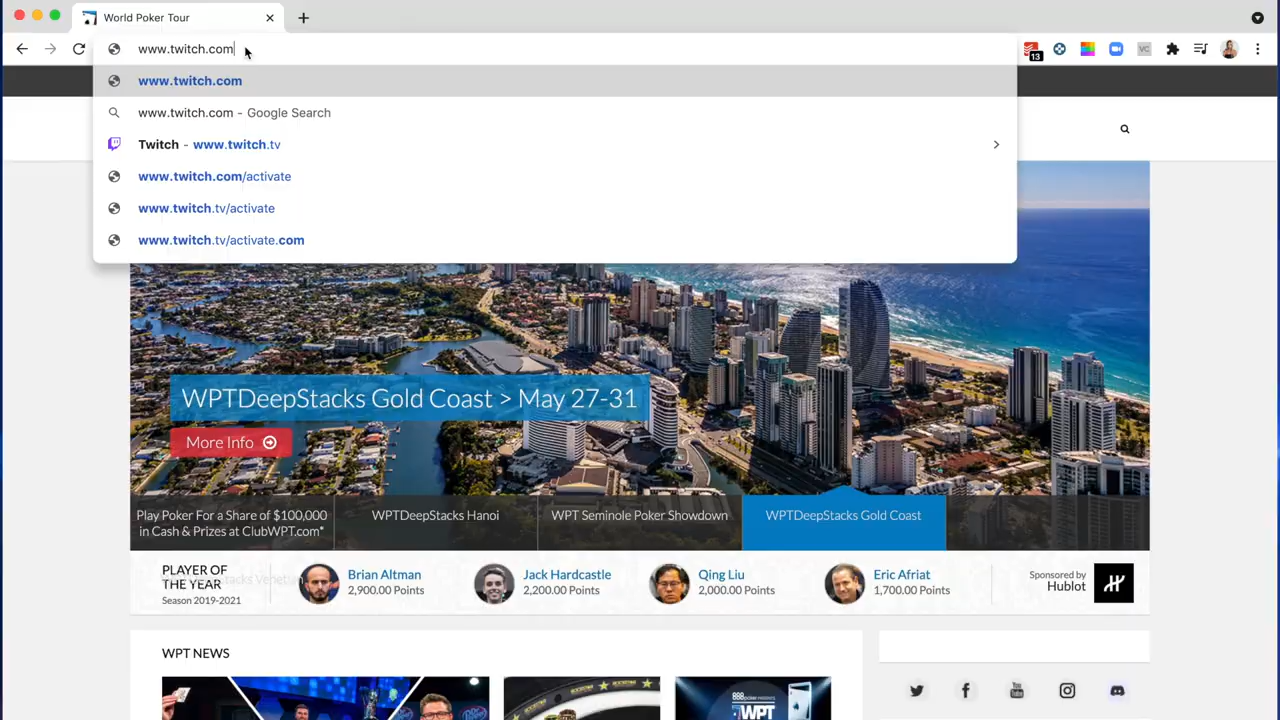 World Poker Tour
www.twitch.com
13
VC
www.twitch.com
www.twitch.com - Google Search
Twitch - www.twitch.tv
www.twitch.com/activate
www.twitch.tv/activate
www.twitch.tv/activate.com
WPTDeepStacks Gold Coast > May 27-31
More Info
Play Poker For a Share of $100,000
in Cash & Prizes at ClubWPT.com*
WPTDeepStacks Hanoi
WPT Seminole Poker Showdown
WPTDeepStacks Gold Coast
PLAYER OF
THE YEAR
Season 2019-2021
Brian Altman
2,900.00 Points
Jack Hardcastle
2,200.00 Points
Qing Liu
2,000.00 Points
Eric Afriat
1,700.00 Points
Sponsored by
Hublot
WPT NEWS
888poker
WPT